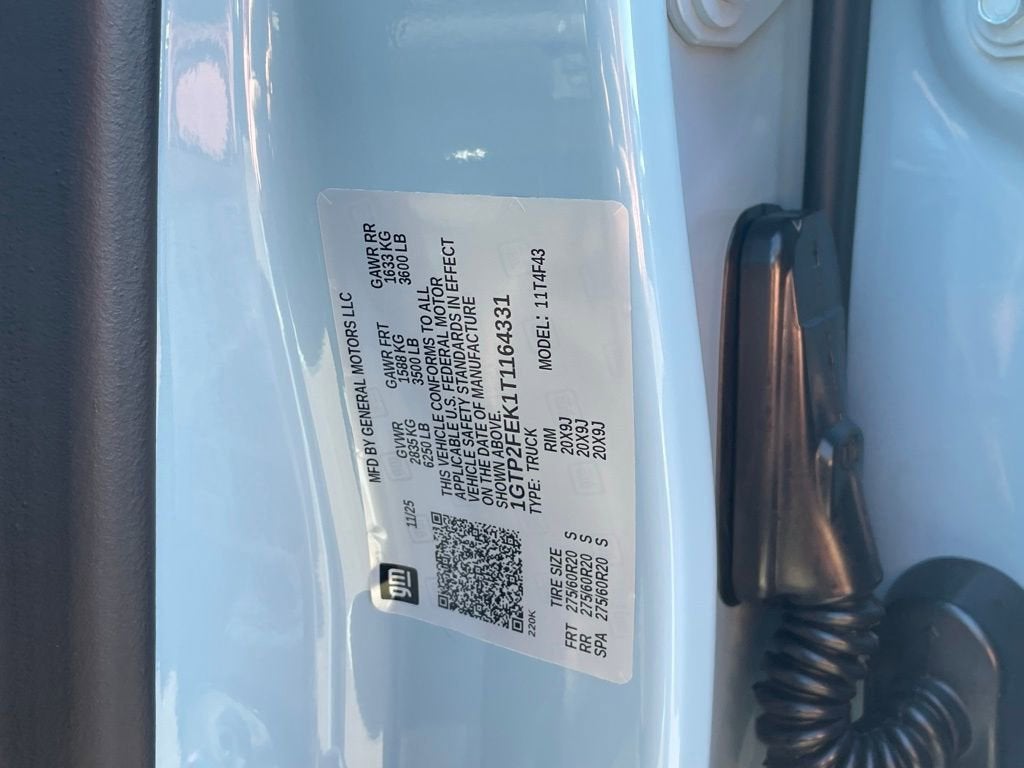 MFD BY GENERAL MOTORS LLC
gm
11/25
GVWR GAWR FRT GAWR RR
2835 KG 1588 KG 1633 KG
6250 LB 3500 LB 3600 LB
THIS VEHICLE CONFORMS TO ALL
APPLICABLE U.S. FEDERAL MOTOR
VEHICLE SAFETY STANDARDS IN EFFECT
ON THE DATE OF MANUFACTURE
SHOWN ABOVE.
1GTP2FEK1T1164331
TYPE: TRUCK MODEL: 11T4F43
220K
TIRE SIZE RIM
FRT 275/60R20 S 20X9J
RR 275/60R20 S 20X9J
SPA 275/60R20 S 20X9J